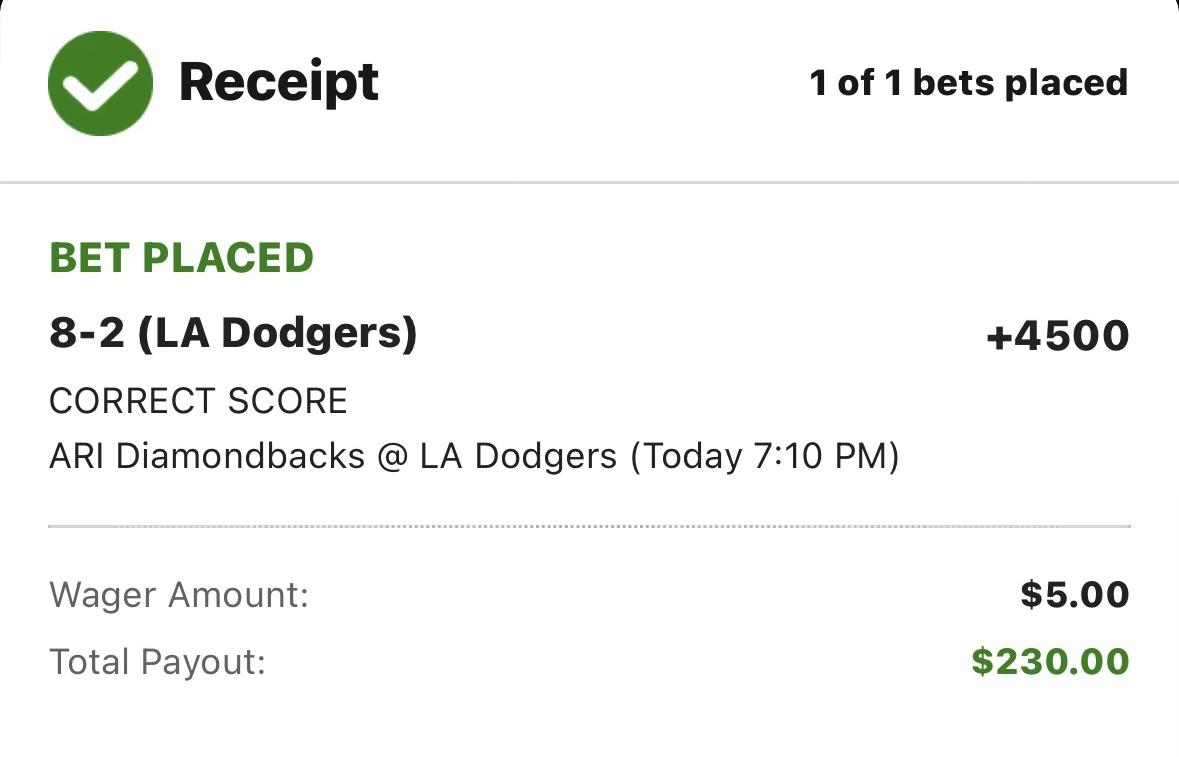 Receipt
1 of 1 bets placed
BET PLACED
8-2 (LA Dodgers)
+4500
CORRECT SCORE
ARI Diamondbacks @ LA Dodgers (Today 7:10 PM)
Wager Amount:
$5.00
Total Payout:
$230.00